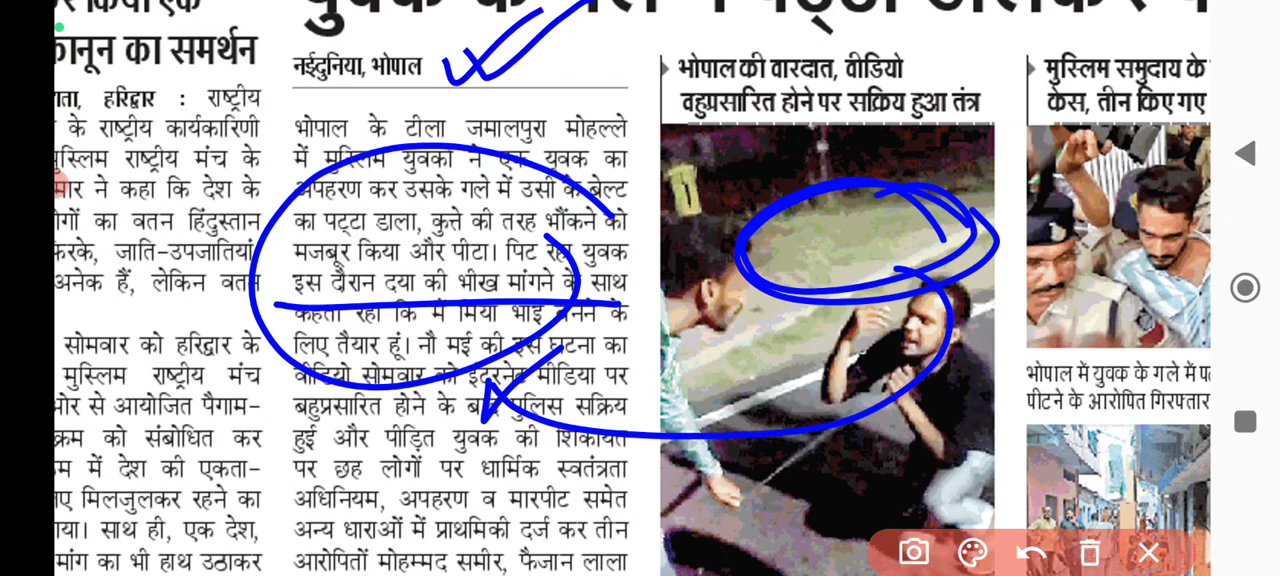 कानून का समर्थन
हरिद्वार : राष्ट्रीय
के राष्ट्रीय कार्यकारिणी
मुस्लिम राष्ट्रीय मंच के
ने कहा कि देश के
का वतन हिंदुस्तान
जाति-उपजातियां
अनेक हैं, लेकिन वतन
सोमवार को हरिद्वार के
मुस्लिम राष्ट्रीय मंच
ओर से आयोजित पैगाम-
को संबोधित कर
में देश की एकता-
मिलजुलकर रहने का
गया। साथ ही, एक देश,
मांग का भी हाथ उठाकर
नईदुनिया, भोपाल
भोपाल के टीला जमालपुरा मोहल्ले
में मुस्लिम युवकों ने एक युवक का
अपहरण कर उसके गले में उसी के बेल्ट
का पट्‌टा डाला, कुत्ते की तरह भौंकने को
मजबूर किया और पीटा। पिट रहा युवक
इस दौरान दया की भीख मांगने के साथ
कहता रहा कि मैं मियां भाई बनने के
लिए तैयार हूं। नौ मई की इस घटना का
वीडियो सोमवार को इंटरनेट मीडिया पर
बहुप्रसारित होने के बाद पुलिस सक्रिय
हुई और पीड़ित युवक की शिकायत
पर छह लोगों पर धार्मिक स्वतंत्रता
अधिनियम, अपहरण व मारपीट समेत
अन्य धाराओं में प्राथमिकी दर्ज कर तीन
आरोपितों मोहम्मद समीर, फैजान लाला
भोपाल की वारदात, वीडियो
वहुप्रसारित होने पर सक्रिय हुआ तंत्र
मुस्लिम समुदाय के
केस, तीन किए गए
भोपाल में युवक के गले में
पीटने के आरोपित गिरफ्तार